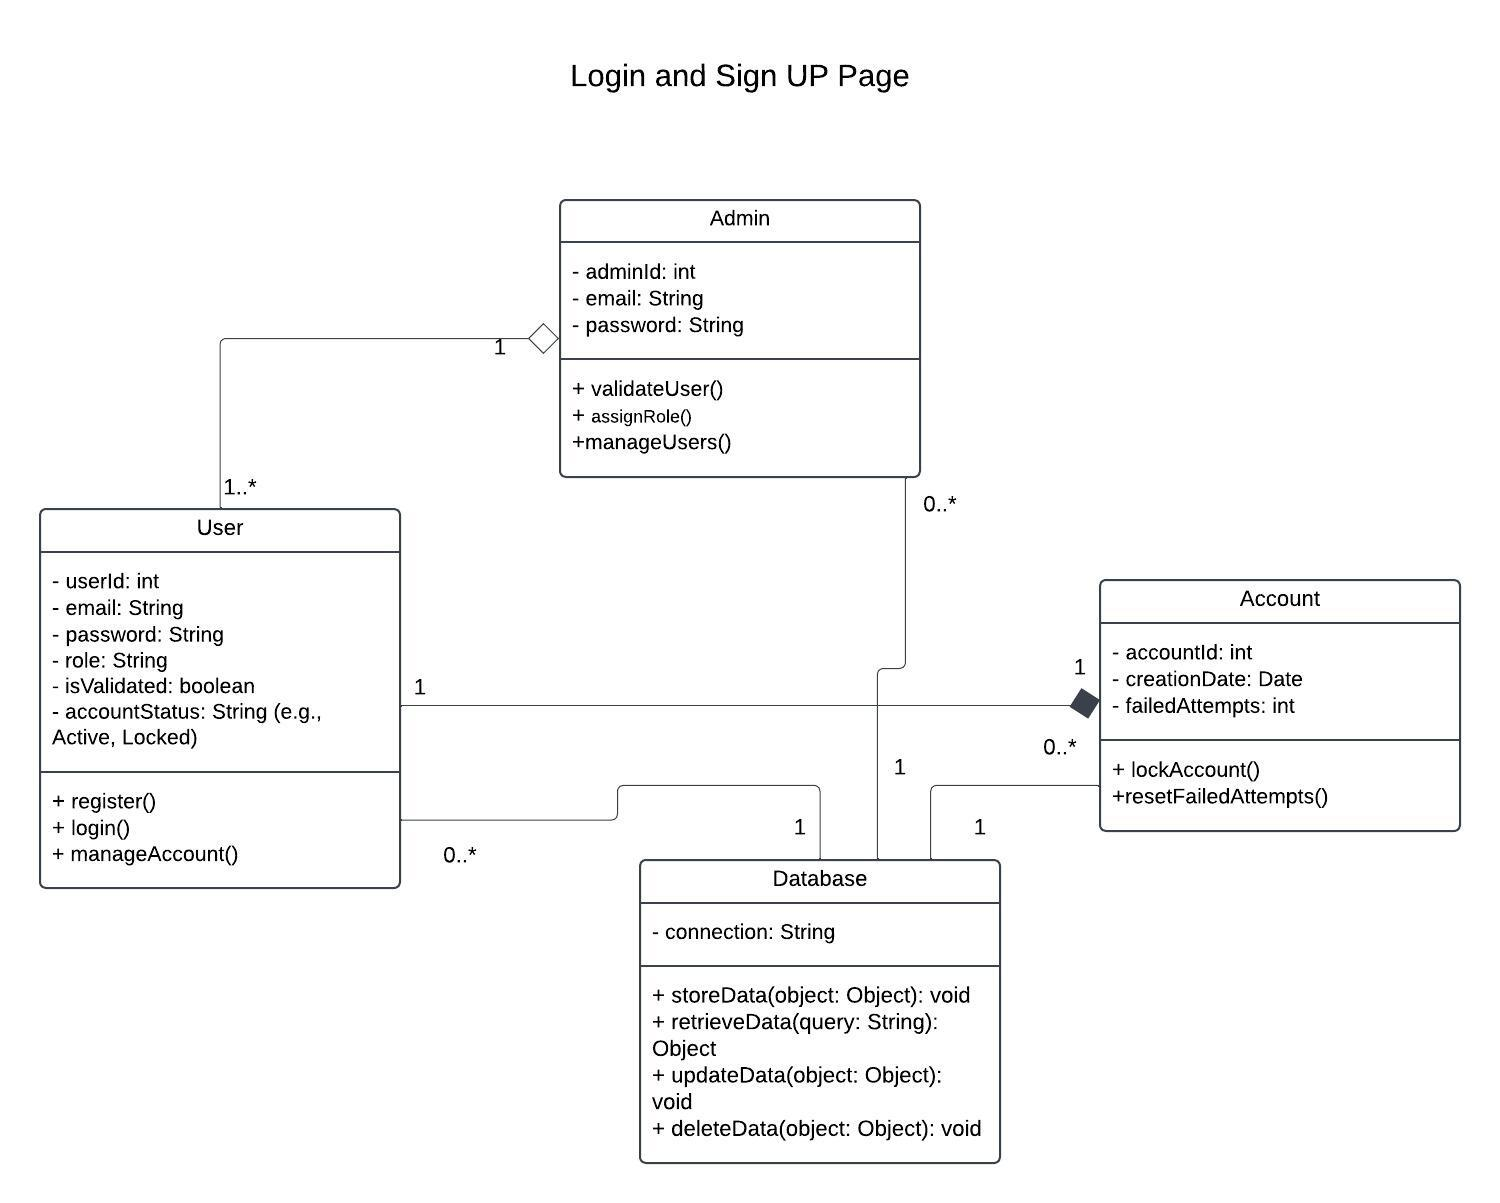 Login and Sign UP Page
Admin
- adminId: int
- email: String
- password: String
+ validateUser()
+ assignRole()
+manageUsers()
1
1..*
0..*
User
- userId: int
- email: String
- password: String
- role: String
- isValidated: boolean
- accountStatus: String (e.g.,
Active, Locked)
+ register()
+ login()
+ manageAccount()
1
1
0..*
Account
- accountId: int
- creationDate: Date
- failedAttempts: int
+ lockAccount()
+resetFailedAttempts()
0..*
1
1
1
Database
- connection: String
+ storeData(object: Object): void
+ retrieveData(query: String):
Object
+ updateData(object: Object):
void
+ deleteData(object: Object): void